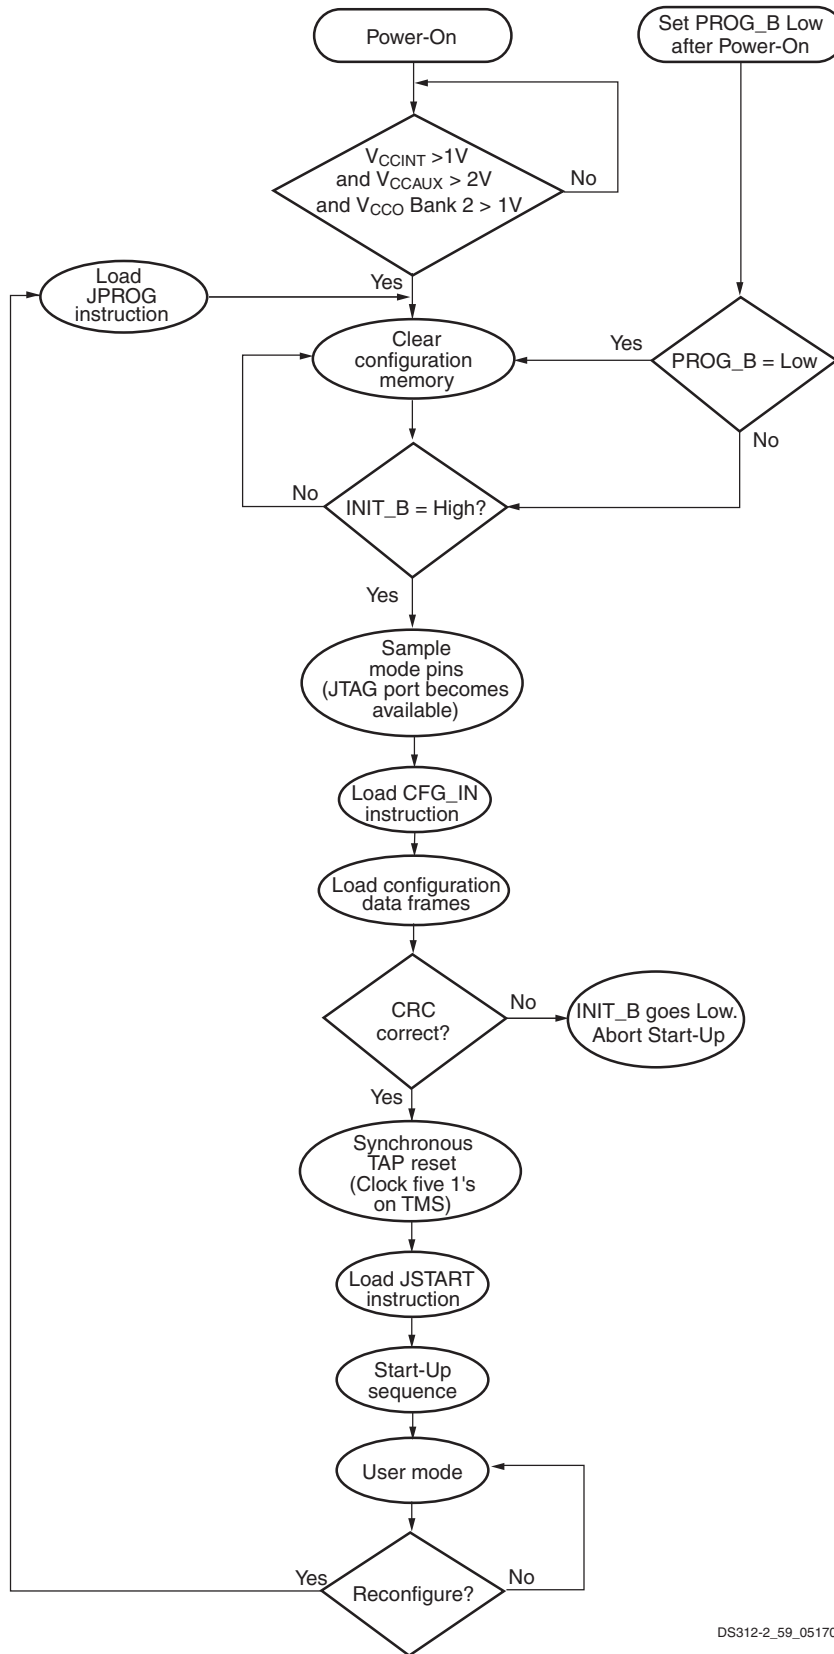 Power-On
Set PROG_B Low
after Power-On
VCCINT >1V
and VCCAUX > 2V
and VCCO Bank 2 > 1V
No
Yes
Load
JPROG
instruction
Clear
configuration
memory
Yes
PROG_B = Low
No
No
INIT_B = High?
Yes
Sample
mode pins
(JTAG port becomes
available)
Load CFG_IN
instruction
Load configuration
data frames
CRC
correct?
No
INIT_B goes Low.
Abort Start-Up
Yes
Synchronous
TAP reset
(Clock five 1's
on TMS)
Load JSTART
instruction
Start-Up
sequence
User mode
Yes
Reconfigure?
No
DS312-2_59_05170